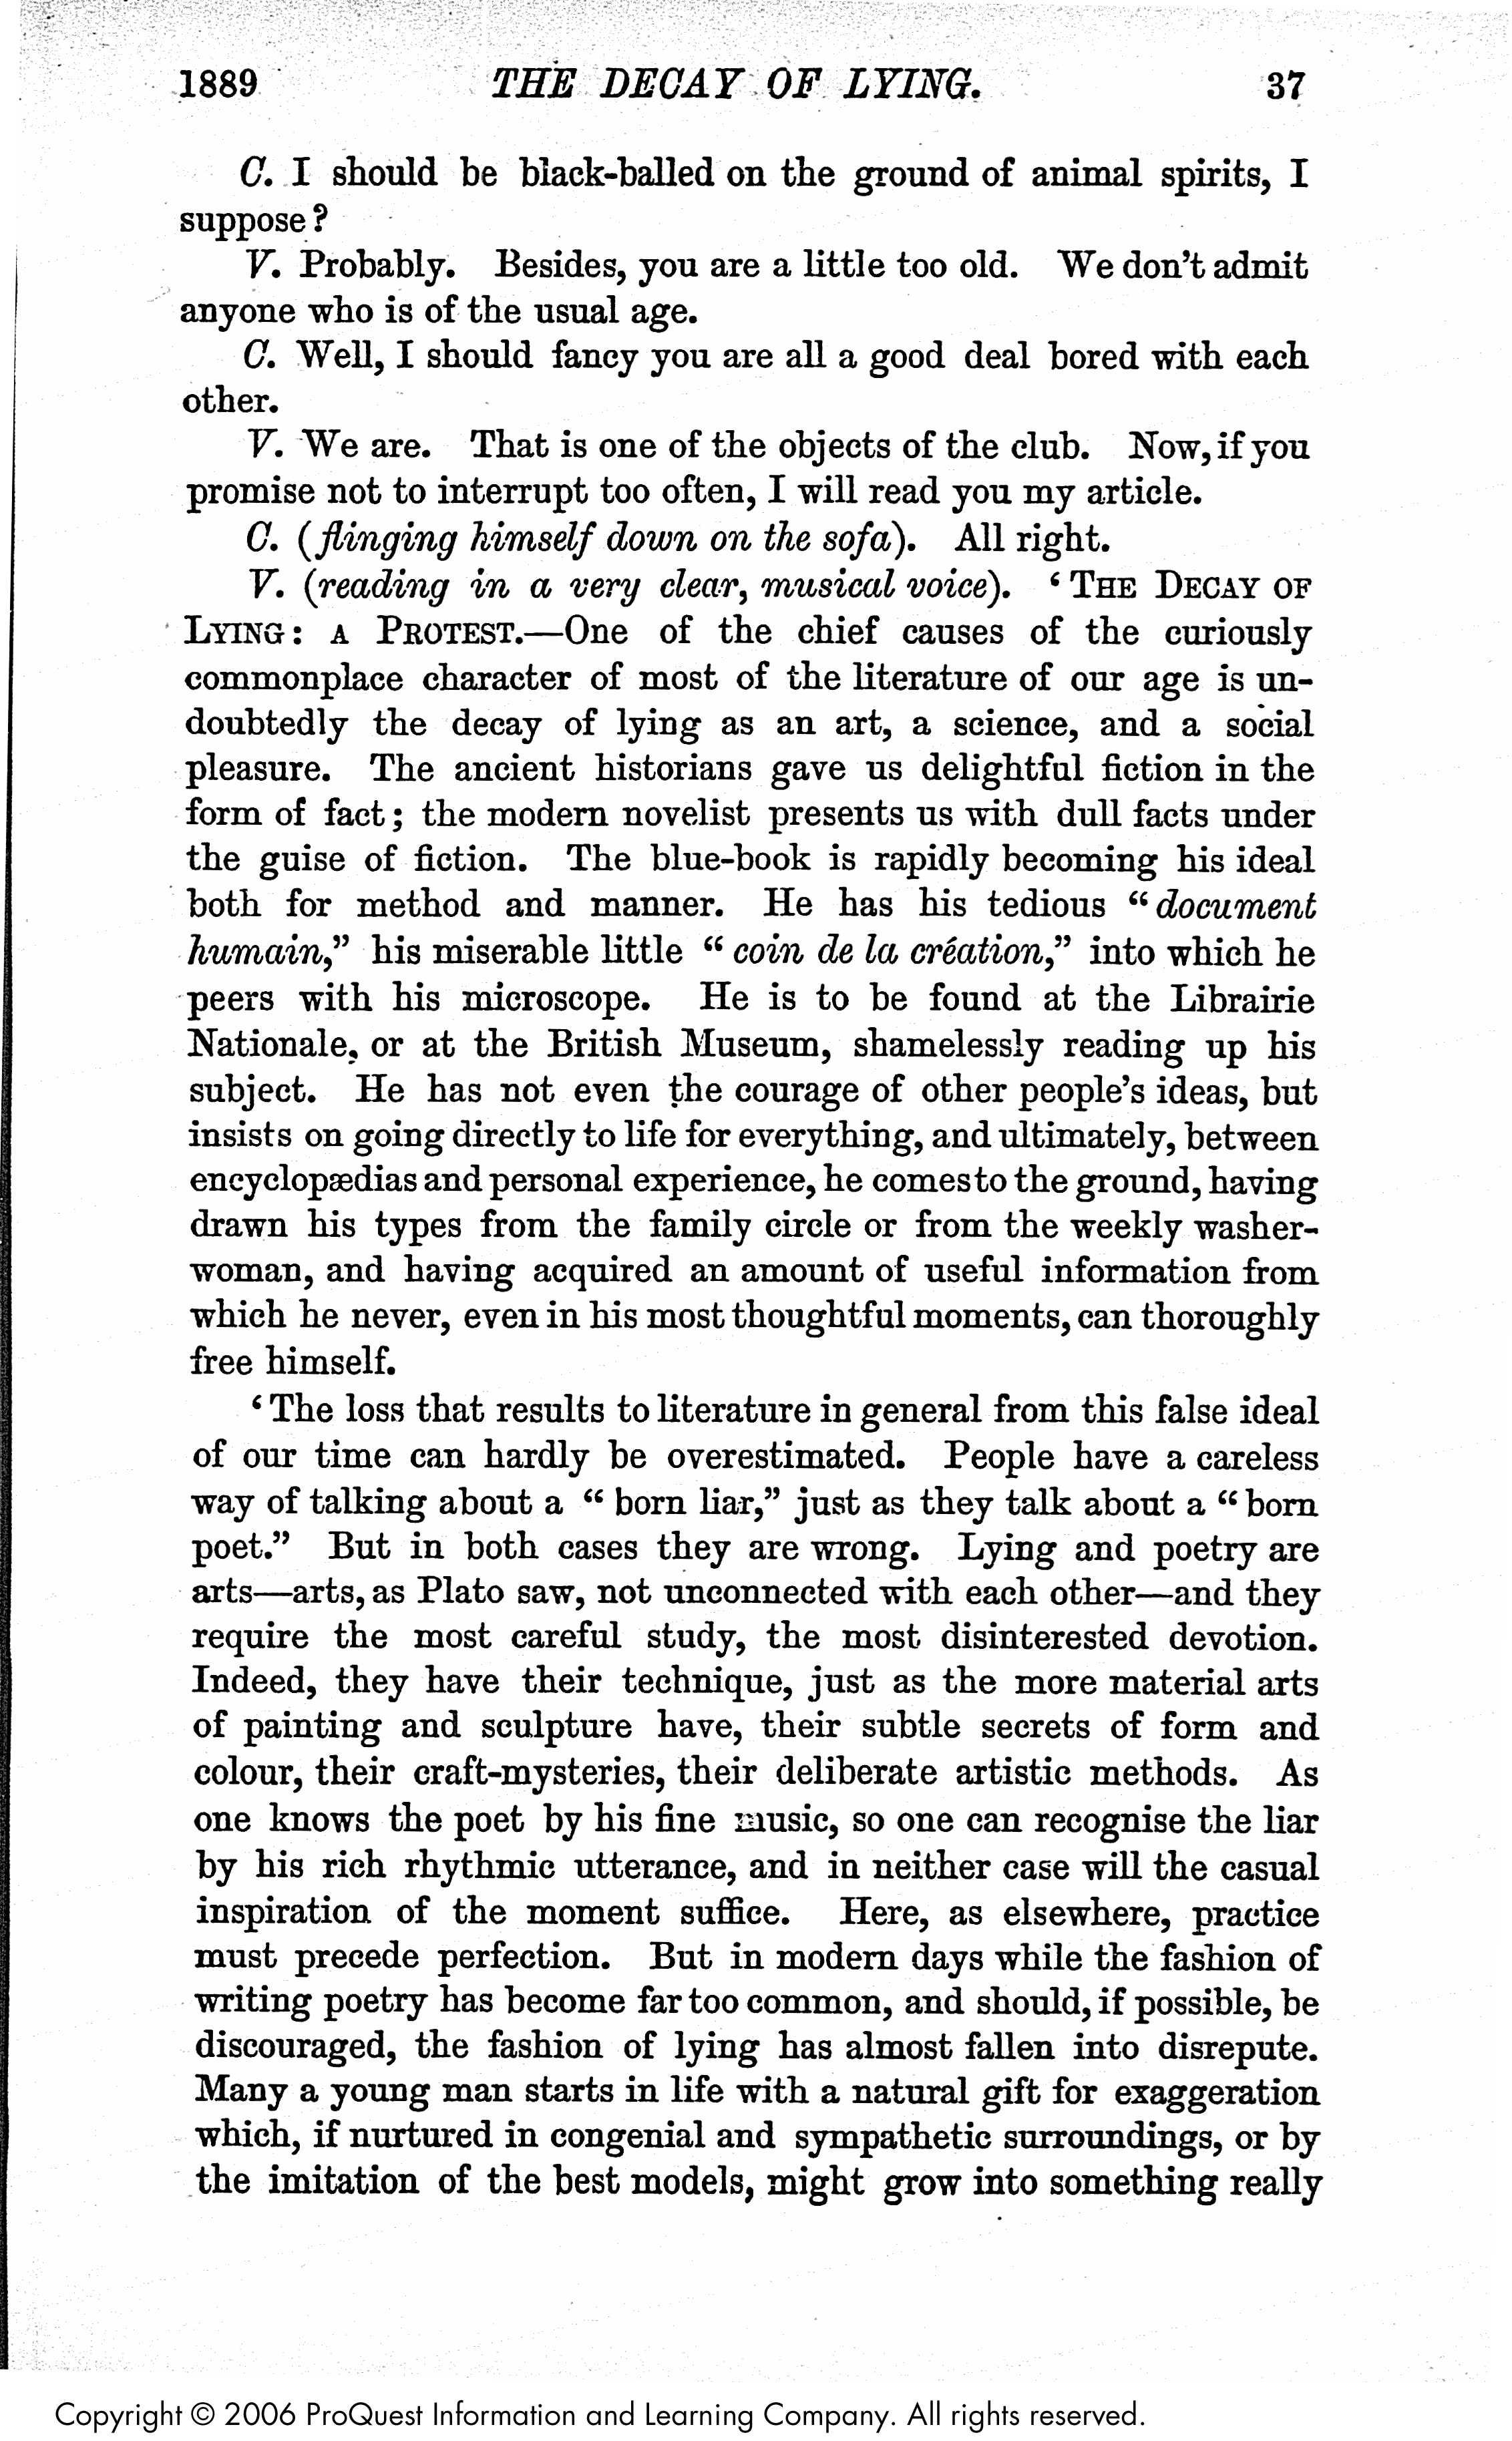 1889 THE DECAY OF LYING. 37
C. I should be black-balled on the ground of animal spirits, I
suppose?
V. Probably. Besides, you are a little too old. We don't admit
anyone who is of the usual age.
C. Well, I should fancy you are all a good deal bored with each
other.
V. We are. That is one of the objects of the club. Now, if you
promise not to interrupt too often, I will read you my article.
C. (flinging himself down on the sofa). All right.
V. (reading in a very clear, musical voice). ‘THE DECAY OF
LYING: A PROTEST.—One of the chief causes of the curiously
commonplace character of most of the literature of our age is un-
doubtedly the decay of lying as an art, a science, and a social
pleasure. The ancient historians gave us delightful fiction in the
form of fact; the modern novelist presents us with dull facts under
the guise of fiction. The blue-book is rapidly becoming his ideal
both for method and manner. He has his tedious “document
humain,” his miserable little “coin de la création,” into which he
peers with his microscope. He is to be found at the Librairie
Nationale, or at the British Museum, shamelessly reading up his
subject. He has not even the courage of other people's ideas, but
insists on going directly to life for everything, and ultimately, between
encyclopædias and personal experience, he comes to the ground, having
drawn his types from the family circle or from the weekly washer-
woman, and having acquired an amount of useful information from
which he never, even in his most thoughtful moments, can thoroughly
free himself.
‘The loss that results to literature in general from this false ideal
of our time can hardly be overestimated. People have a careless
way of talking about a “born liar,” just as they talk about a “born
poet.” But in both cases they are wrong. Lying and poetry are
arts—arts, as Plato saw, not unconnected with each other—and they
require the most careful study, the most disinterested devotion.
Indeed, they have their technique, just as the more material arts
of painting and sculpture have, their subtle secrets of form and
colour, their craft-mysteries, their deliberate artistic methods. As
one knows the poet by his fine music, so one can recognise the liar
by his rich rhythmic utterance, and in neither case will the casual
inspiration of the moment suffice. Here, as elsewhere, practice
must precede perfection. But in modern days while the fashion of
writing poetry has become far too common, and should, if possible, be
discouraged, the fashion of lying has almost fallen into disrepute.
Many a young man starts in life with a natural gift for exaggeration
which, if nurtured in congenial and sympathetic surroundings, or by
the imitation of the best models, might grow into something really
Copyright © 2006 ProQuest Information and Learning Company. All rights reserved.